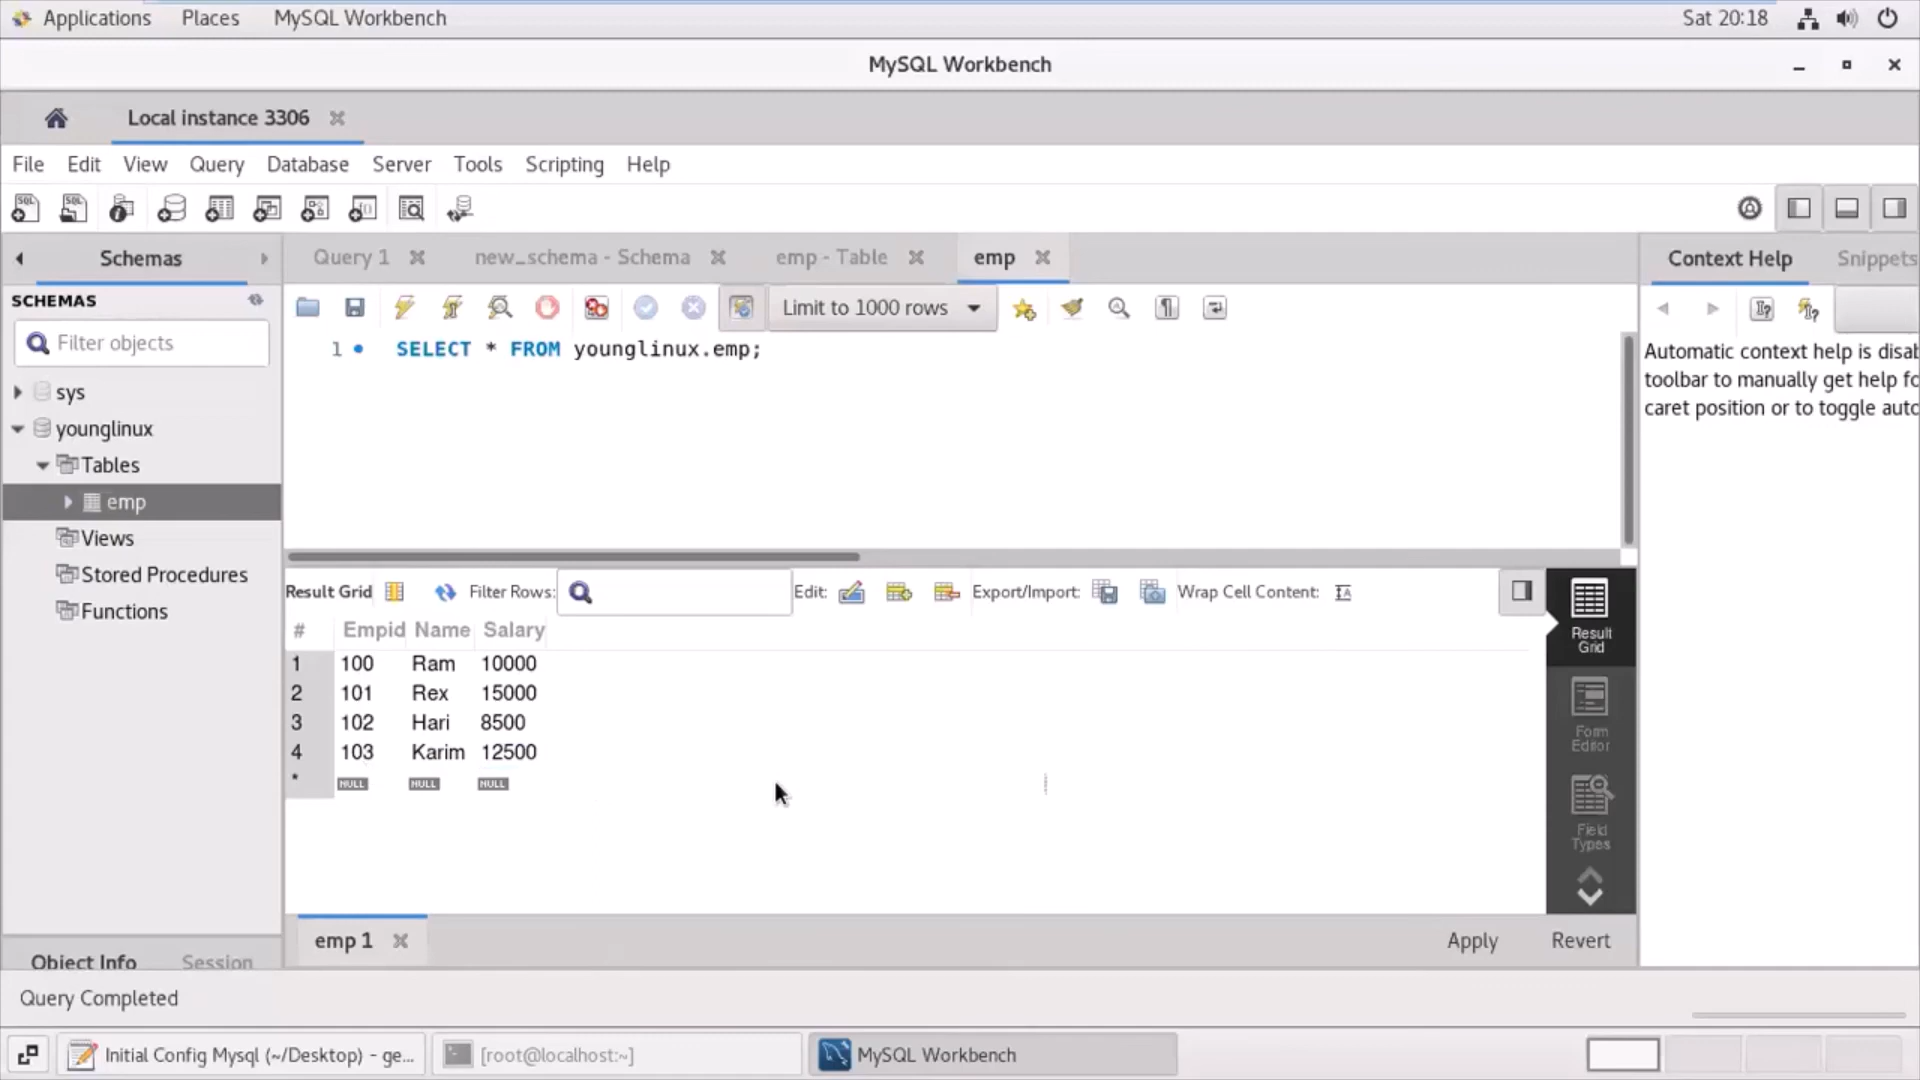 Applications Places MySQL Workbench Sat 20:18
MySQL Workbench
Local instance 3306
File Edit View Query Database Server Tools Scripting Help
Schemas
Query 1 new_schema - Schema emp - Table emp
Context Help Snippets
SCHEMAS
Limit to 1000 rows
Filter objects
1 SELECT * FROM younglinux.emp;
Automatic context help is disab
toolbar to manually get help fo
caret position or to toggle auto
sys
younglinux
Tables
emp
Views
Stored Procedures
Functions
Result Grid Filter Rows: Edit: Export/Import: Wrap Cell Content:
# Empid Name Salary
1 100 Ram 10000
2 101 Rex 15000
3 102 Hari 8500
4 103 Karim 12500
* NULL NULL NULL
Result
Grid
Form
Editor
Field
Types
emp 1 Apply Revert
Object Info Session
Query Completed
Initial Config Mysql (~/Desktop) - ge... [root@localhost:~] MySQL Workbench